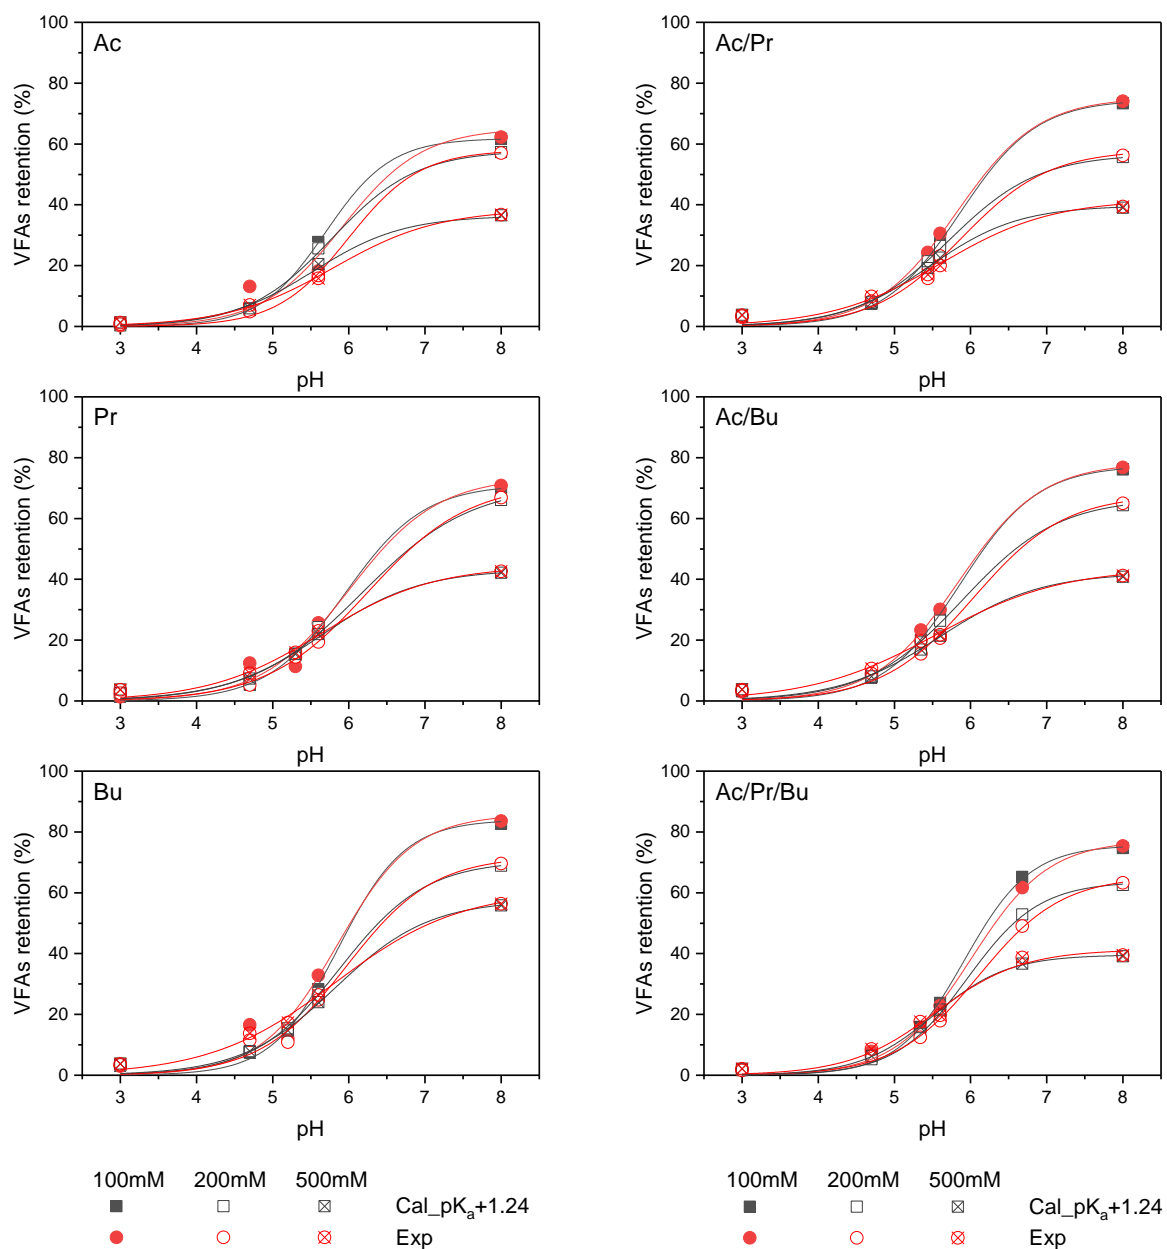 Ac
VFAs retention (%)
100
80
60
40
20
0
3 4 5 6 7 8
pH
Ac/Pr
VFAs retention (%)
100
80
60
40
20
0
3 4 5 6 7 8
pH
Pr
VFAs retention (%)
100
80
60
40
20
0
3 4 5 6 7 8
pH
Ac/Bu
VFAs retention (%)
100
80
60
40
20
0
3 4 5 6 7 8
pH
Bu
VFAs retention (%)
100
80
60
40
20
0
3 4 5 6 7 8
pH
Ac/Pr/Bu
VFAs retention (%)
100
80
60
40
20
0
3 4 5 6 7 8
pH
100mM 200mM 500mM
Cal_pKₐ+1.24
Exp
100mM 200mM 500mM
Cal_pKₐ+1.24
Exp